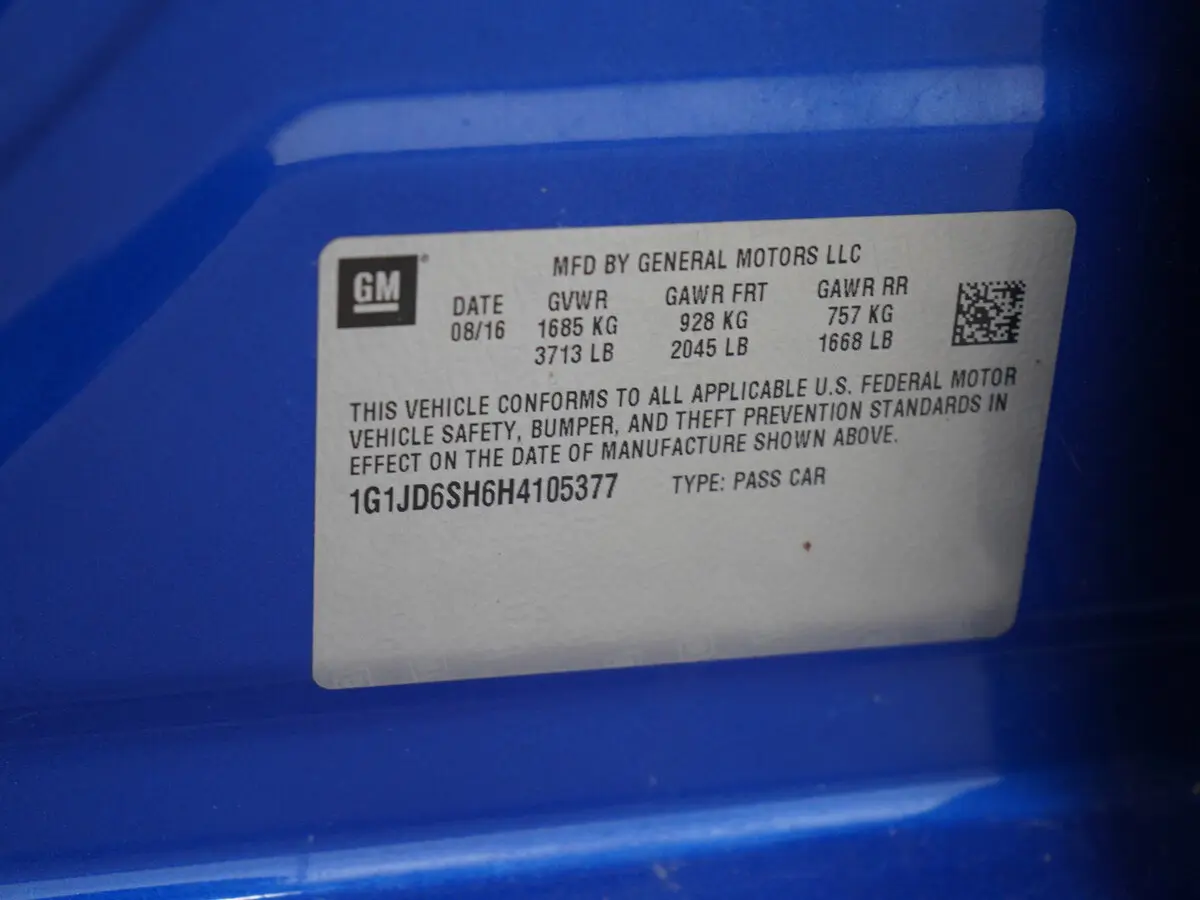 GM
MFD BY GENERAL MOTORS LLC
DATE GVWR GAWR FRT GAWR RR
08/16 1685 KG 928 KG 757 KG
3713 LB 2045 LB 1668 LB
THIS VEHICLE CONFORMS TO ALL APPLICABLE U.S. FEDERAL MOTOR
VEHICLE SAFETY, BUMPER, AND THEFT PREVENTION STANDARDS IN
EFFECT ON THE DATE OF MANUFACTURE SHOWN ABOVE.
1G1JD6SH6H4105377 TYPE: PASS CAR